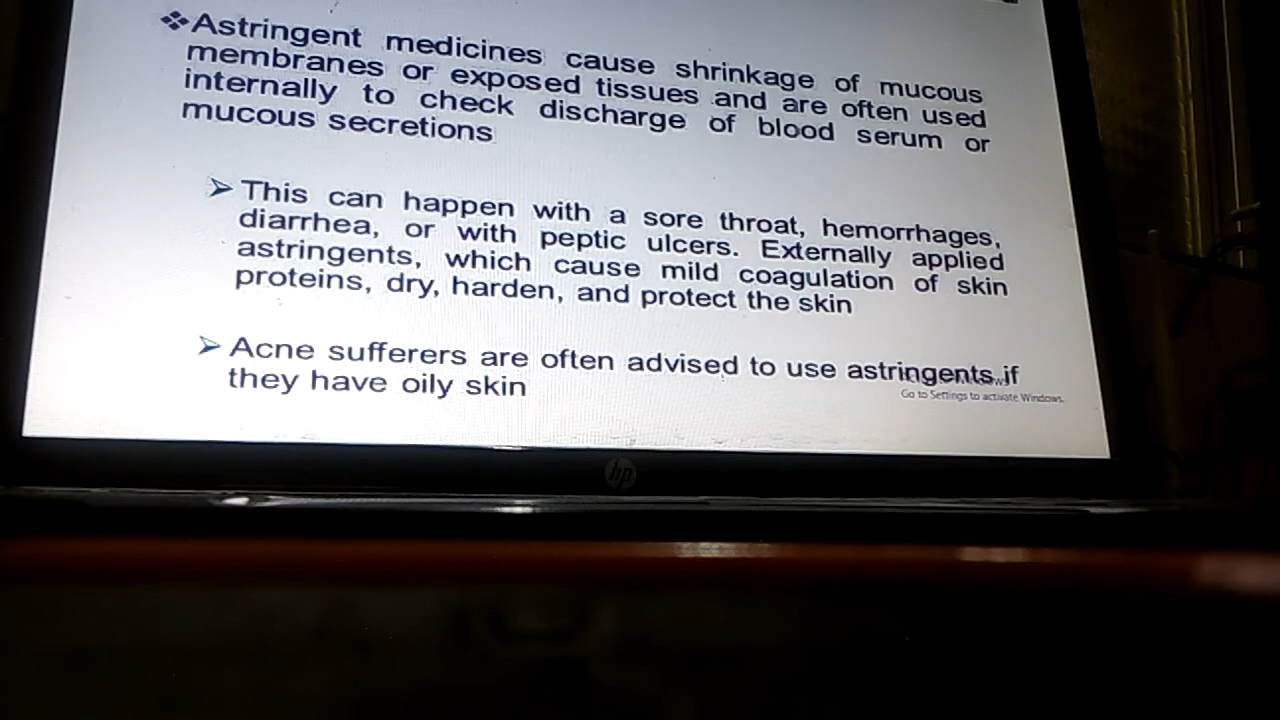 ❖Astringent medicines cause shrinkage of mucous
membranes or exposed tissues and are often used
internally to check discharge of blood serum or
mucous secretions
➢ This can happen with a sore throat, hemorrhages,
diarrhea, or with peptic ulcers. Externally applied
astringents, which cause mild coagulation of skin
proteins, dry, harden, and protect the skin
➢ Acne sufferers are often advised to use astringents if
they have oily skin
Go to Settings to activate Windows.
hp